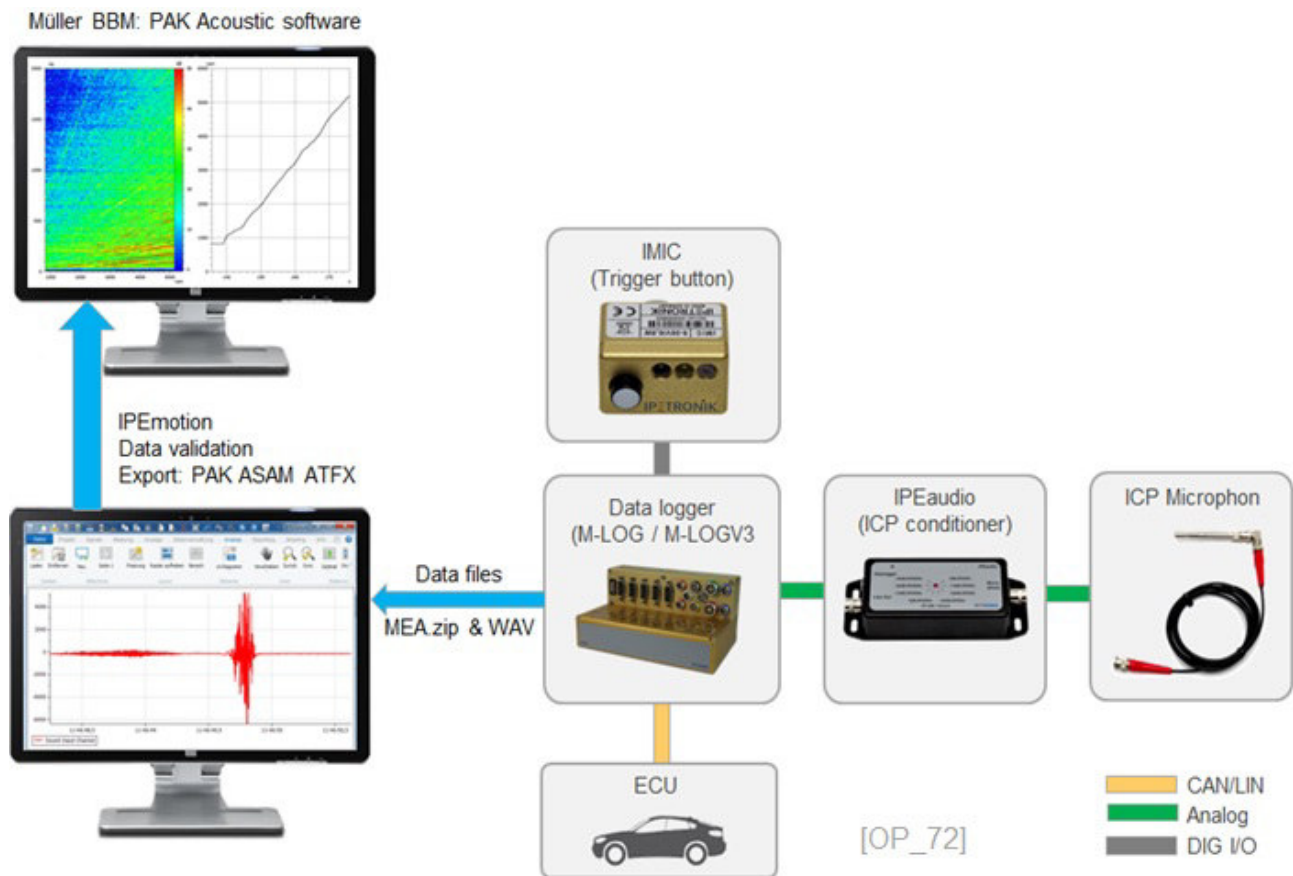 Müller BBM: PAK Acoustic software
IPEmotion
Data validation
Export: PAK ASAM ATFX
IMIC
(Trigger button)
IPETRONIK
Data logger
(M-LOG / M-LOGV3
IPEaudio
(ICP conditioner)
ICP Microphon
Data files
MEA.zip & WAV
ECU
[OP_72]
CAN/LIN
Analog
DIG I/O